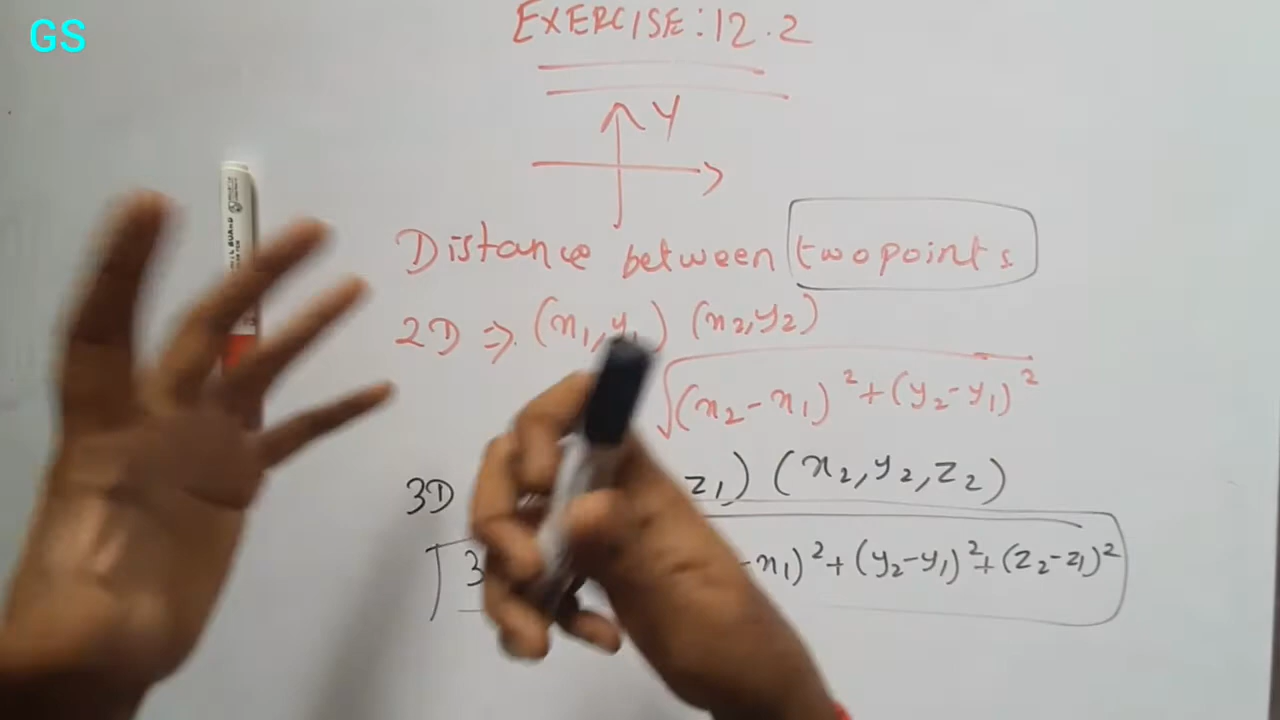 GS
EXERCISE: 12.2
Y
Distance between two points
2D ⇒ (x₁, y₁) (x₂, y₂)
√(x₂ - x₁)² + (y₂ - y₁)²
3D z₁) (x₂, y₂, z₂)
3 - x₁)² + (y₂ - y₁)² + (z₂ - z₁)²